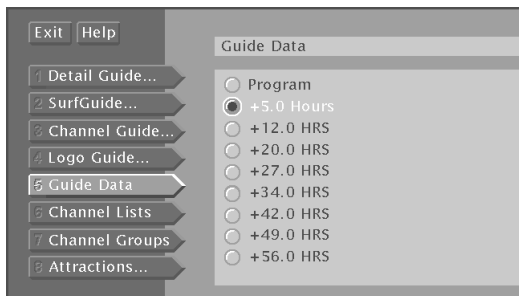 Exit Help
Guide Data
1 Detail Guide...
2 SurfGuide...
3 Channel Guide...
4 Logo Guide...
5 Guide Data
6 Channel Lists
7 Channel Groups
8 Attractions...
Program
+5.0 Hours
+12.0 HRS
+20.0 HRS
+27.0 HRS
+34.0 HRS
+42.0 HRS
+49.0 HRS
+56.0 HRS